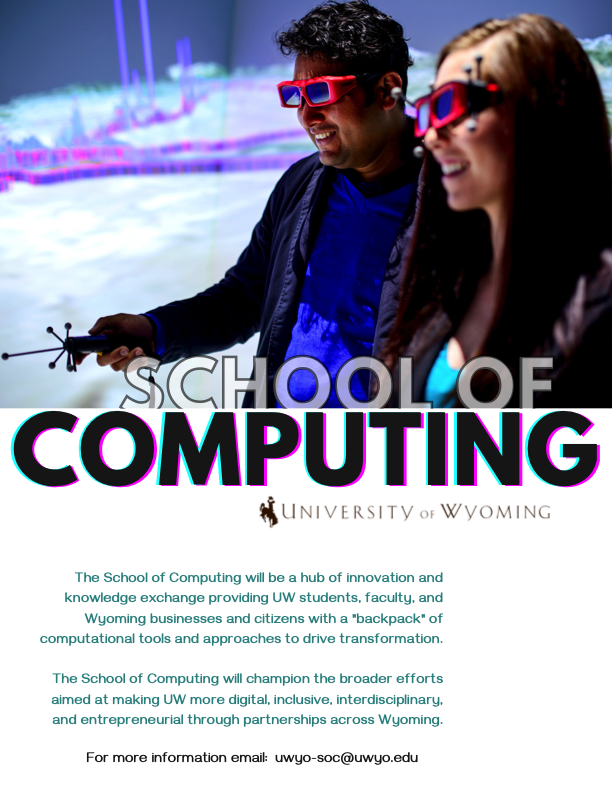 SCHOOL OF
COMPUTING
UNIVERSITY OF WYOMING
The School of Computing will be a hub of innovation and
knowledge exchange providing UW students, faculty, and
Wyoming businesses and citizens with a "backpack" of
computational tools and approaches to drive transformation.
The School of Computing will champion the broader efforts
aimed at making UW more digital, inclusive, interdisciplinary,
and entrepreneurial through partnerships across Wyoming.
For more information email: uwyo-soc@uwyo.edu